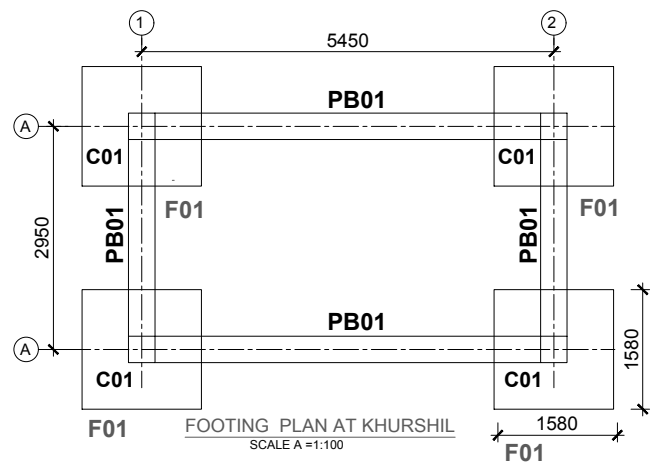 1
2
5450
PB01
A
C01
C01
F01
F01
2950
PB01
PB01
PB01
A
C01
C01
1580
F01
FOOTING PLAN AT KHURSHIL
SCALE A =1:100
1580
F01